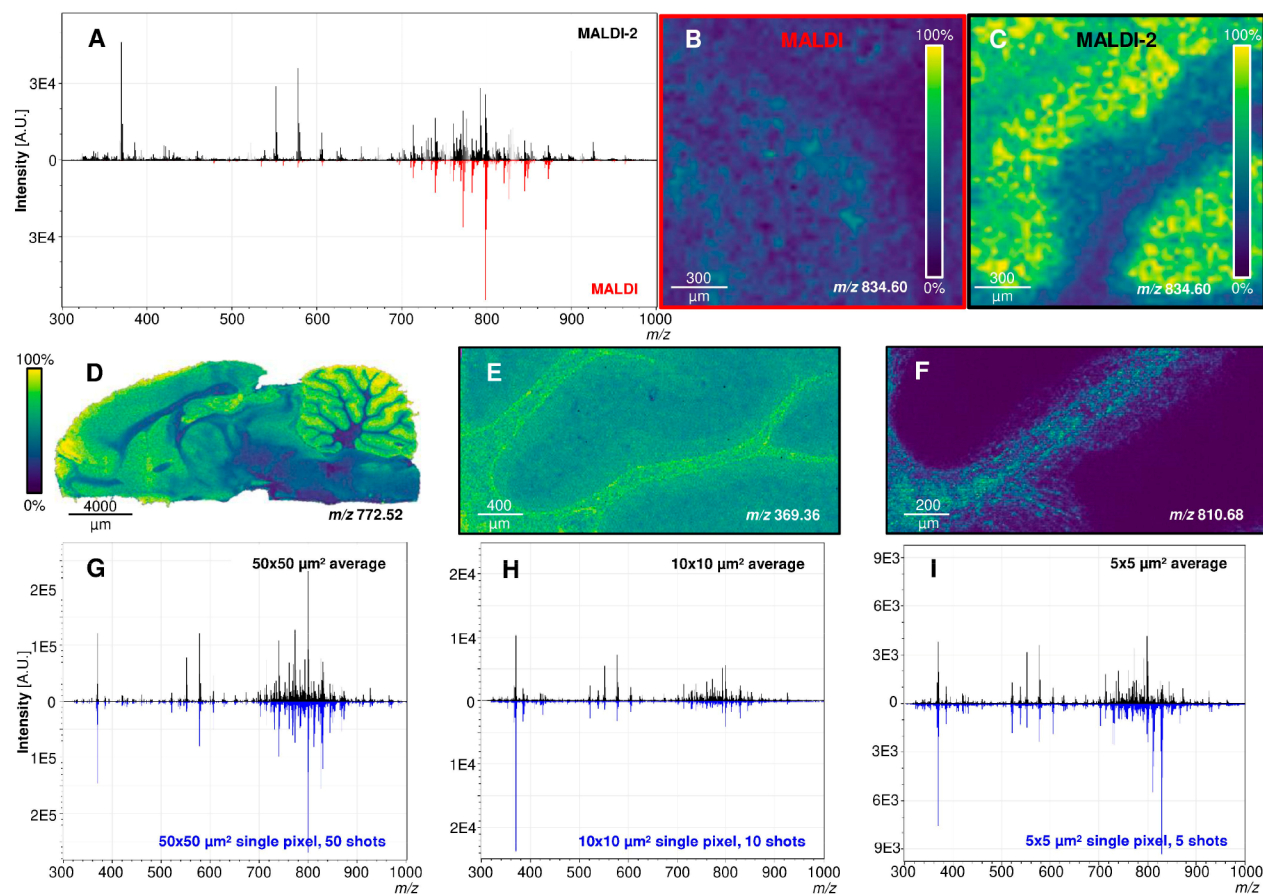 A
MALDI-2
Intensity [A.U.]
3E4
0
3E4
MALDI
300 400 500 600 700 800 900 1000
m/z
B
MALDI
100%
0%
300
µm
m/z 834.60
C
MALDI-2
100%
0%
300
µm
m/z 834.60
100%
0%
D
4000
µm
m/z 772.52
E
400
µm
m/z 369.36
F
200
µm
m/z 810.68
G
50x50 µm² average
Intensity [A.U.]
2E5
1E5
0
1E5
2E5
50x50 µm² single pixel, 50 shots
300 400 500 600 700 800 900 1000
m/z
H
10x10 µm² average
2E4
1E4
0
1E4
2E4
10x10 µm² single pixel, 10 shots
300 400 500 600 700 800 900 1000
m/z
I
5x5 µm² average
9E3
6E3
3E3
0
3E3
6E3
9E3
5x5 µm² single pixel, 5 shots
300 400 500 600 700 800 900 1000
m/z